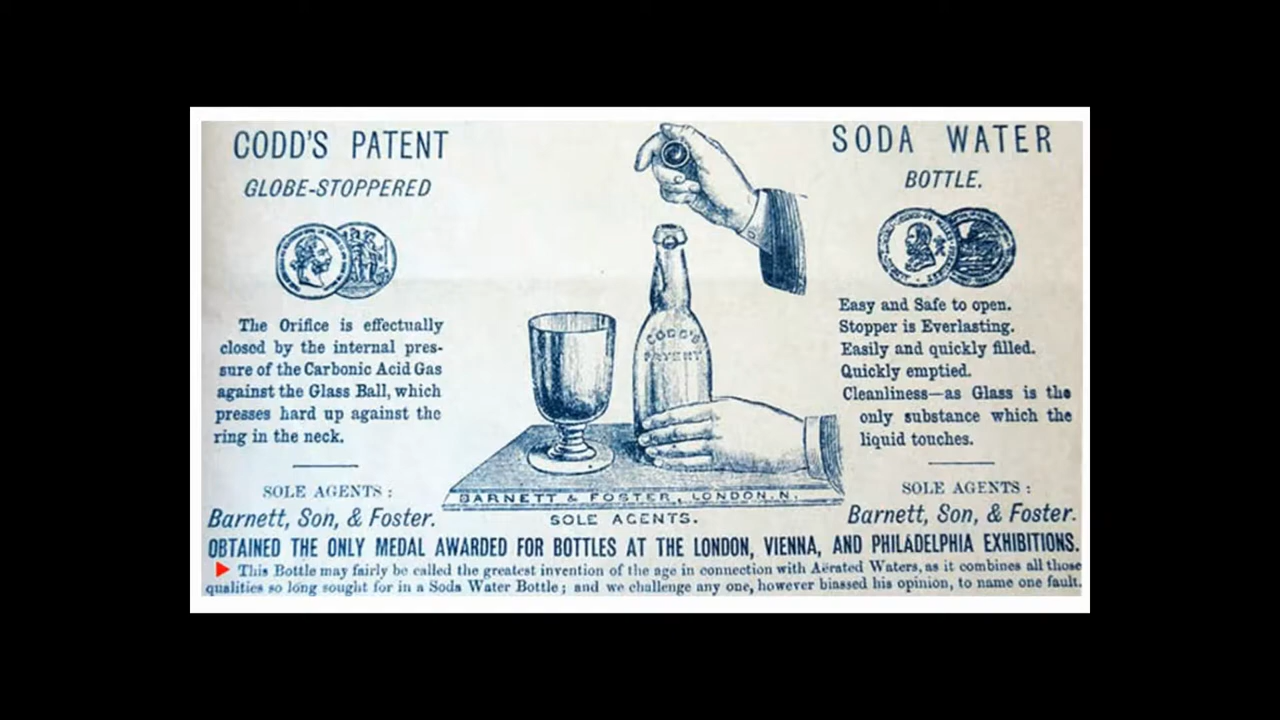 CODD'S PATENT
GLOBE-STOPPERED
The Orifice is effectually
closed by the internal pres-
sure of the Carbonic Acid Gas
against the Glass Ball, which
presses hard up against the
ring in the neck.
SOLE AGENTS:
Barnett, Son, & Foster.
CODD'S
PATENT
BARNETT & FOSTER, LONDON. N.
SOLE AGENTS.
SODA WATER
BOTTLE.
Easy and Safe to open.
Stopper is Everlasting.
Easily and quickly filled.
Quickly emptied.
Cleanliness—as Glass is the
only substance which the
liquid touches.
SOLE AGENTS:
Barnett, Son, & Foster.
OBTAINED THE ONLY MEDAL AWARDED FOR BOTTLES AT THE LONDON, VIENNA, AND PHILADELPHIA EXHIBITIONS.
This Bottle may fairly be called the greatest invention of the age in connection with Aërated Waters, as it combines all those
qualities so long sought for in a Soda Water Bottle; and we challenge any one, however biassed his opinion, to name one fault.